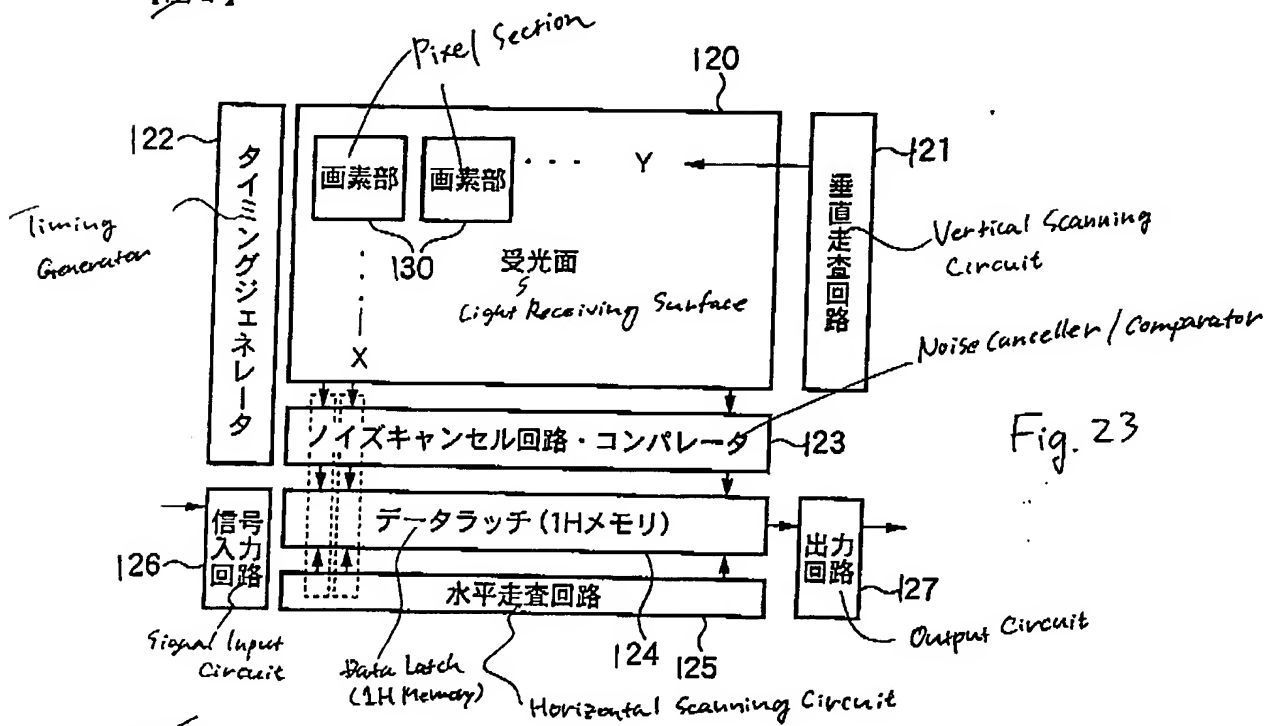 Pixel Section
120
122
121
タイミングジェネレータ
画素部
画素部
Y
垂直走査回路
Timing
Generator
130
受光面
Light Receiving Surface
Vertical Scanning
Circuit
X
Noise Canceller / Comparator
ノイズキャンセル回路・コンパレータ
123
Fig. 23
信号
入力
回路
データラッチ(1Hメモリ)
出力
回路
126
水平走査回路
127
Signal Input
Circuit
Data Latch
(1H Memory)
124
125
Output Circuit
Horizontal Scanning Circuit